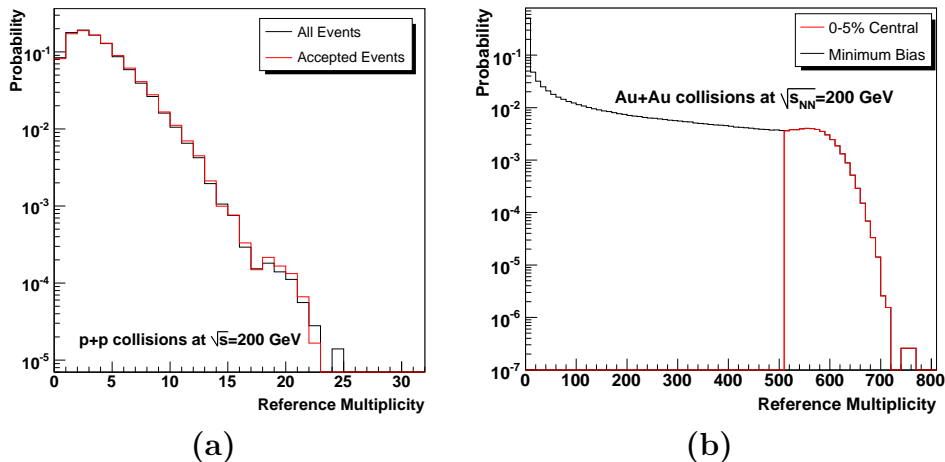 Probability
All Events
Accepted Events
10⁻¹
10⁻²
10⁻³
10⁻⁴
10⁻⁵
p+p collisions at √s=200 GeV
0 5 10 15 20 25 30
Reference Multiplicity
(a)
Probability
0-5% Central
Minimum Bias
Au+Au collisions at √sNN=200 GeV
10⁻¹
10⁻²
10⁻³
10⁻⁴
10⁻⁵
10⁻⁶
10⁻⁷
0 100 200 300 400 500 600 700 800
Reference Multiplicity
(b)